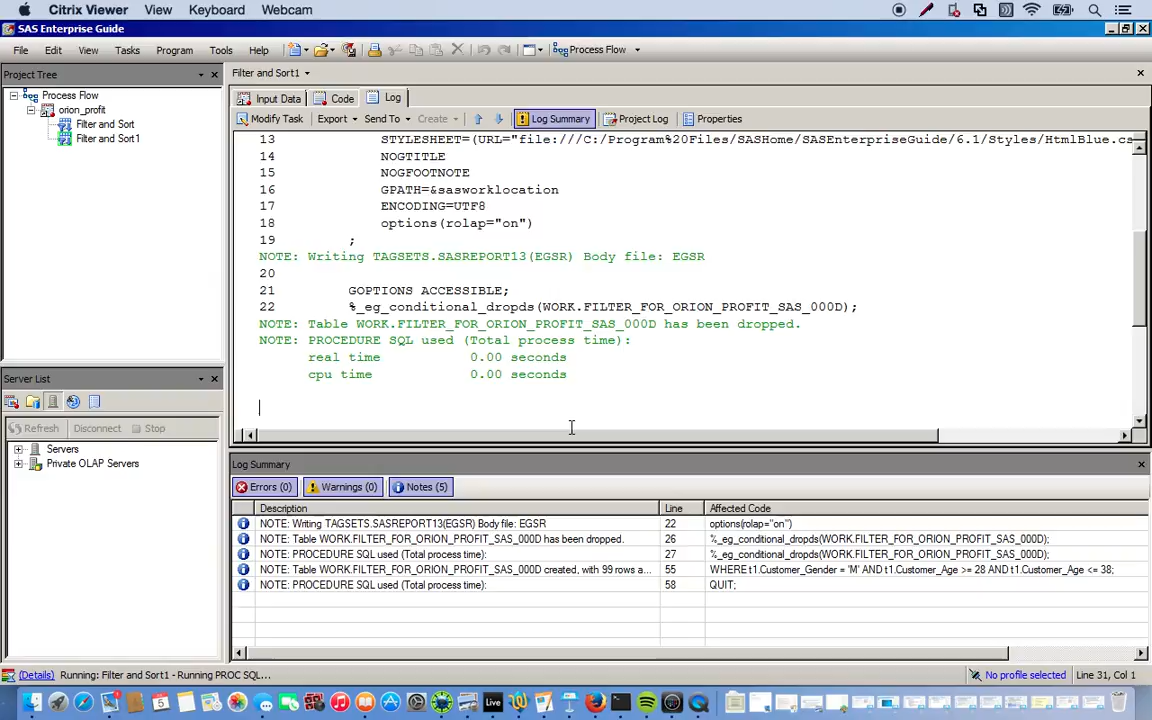 Citrix Viewer View Keyboard Webcam
SAS Enterprise Guide
File Edit View Tasks Program Tools Help Process Flow
Project Tree
Process Flow
orion_profit
Filter and Sort
Filter and Sort1
Filter and Sort1
Input Data Code Log
Modify Task Export Send To Create Log Summary Project Log Properties
13 STYLESHEET=(URL="file:///C:/Program%20Files/SASHome/SASEnterpriseGuide/6.1/Styles/HtmlBlue.cs
14 NOGTITLE
15 NOGFOOTNOTE
16 GPATH=&sasworklocation
17 ENCODING=UTF8
18 options(rolap="on")
19 ;
NOTE: Writing TAGSETS.SASREPORT13(EGSR) Body file: EGSR
20
21 GOPTIONS ACCESSIBLE;
22 %_eg_conditional_dropds(WORK.FILTER_FOR_ORION_PROFIT_SAS_000D);
NOTE: Table WORK.FILTER_FOR_ORION_PROFIT_SAS_000D has been dropped.
NOTE: PROCEDURE SQL used (Total process time):
real time 0.00 seconds
cpu time 0.00 seconds
Server List
Refresh Disconnect Stop
Servers
Private OLAP Servers
Log Summary
Errors (0) Warnings (0) Notes (5)
Description Line Affected Code
NOTE: Writing TAGSETS.SASREPORT13(EGSR) Body file: EGSR 22 options(rolap="on")
NOTE: Table WORK.FILTER_FOR_ORION_PROFIT_SAS_000D has been dropped. 26 %_eg_conditional_dropds(WORK.FILTER_FOR_ORION_PROFIT_SAS_000D);
NOTE: PROCEDURE SQL used (Total process time): 27 %_eg_conditional_dropds(WORK.FILTER_FOR_ORION_PROFIT_SAS_000D);
NOTE: Table WORK.FILTER_FOR_ORION_PROFIT_SAS_000D created, with 99 rows a... 55 WHERE t1.Customer_Gender = 'M' AND t1.Customer_Age >= 28 AND t1.Customer_Age <= 38;
NOTE: PROCEDURE SQL used (Total process time): 58 QUIT;
(Details) Running: Filter and Sort1 - Running PROC SQL... No profile selected Line 31, Col 1
5
Live